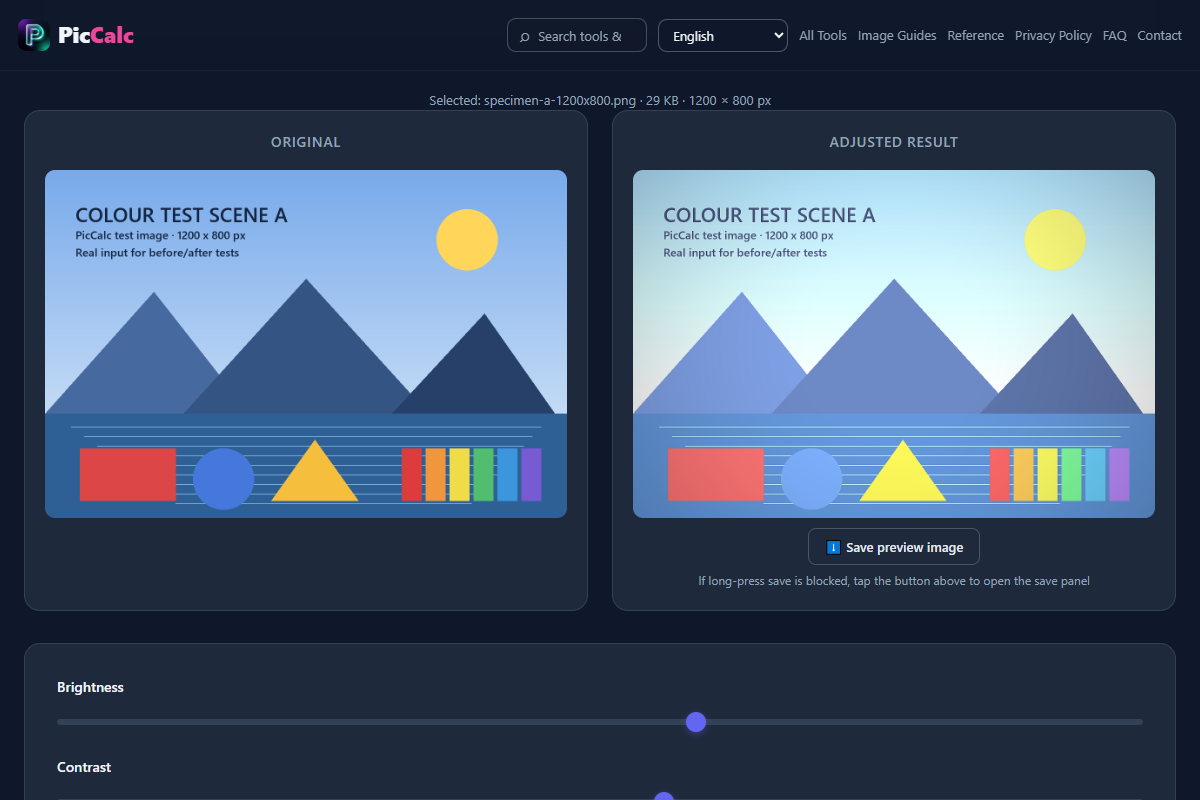 PicCalc
Search tools &
English
All Tools
Image Guides
Reference
Privacy Policy
FAQ
Contact
Selected: specimen-a-1200x800.png · 29 KB · 1200 × 800 px
ORIGINAL
COLOUR TEST SCENE A
PicCalc test image · 1200 x 800 px
Real input for before/after tests
ADJUSTED RESULT
COLOUR TEST SCENE A
PicCalc test image · 1200 x 800 px
Real input for before/after tests
Save preview image
If long-press save is blocked, tap the button above to open the save panel
Brightness
Contrast